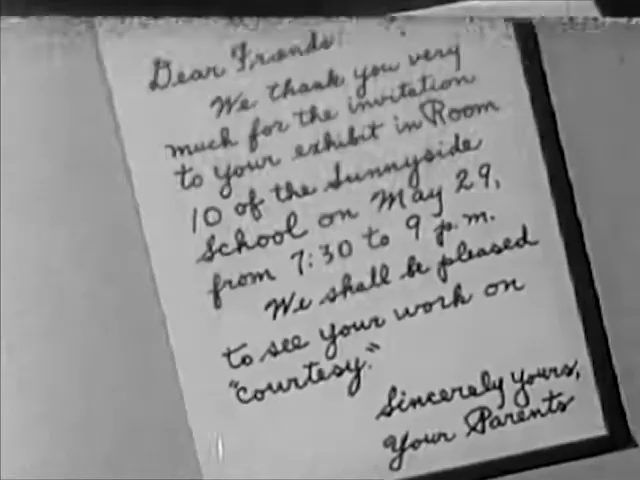 Dear Friends:
We thank you very
much for the invitation
to your exhibit in Room
10 of the Sunnyside
School on May 29,
from 7:30 to 9 p.m.
We shall be pleased
to see your work on
"courtesy."
Sincerely yours,
Your Parents